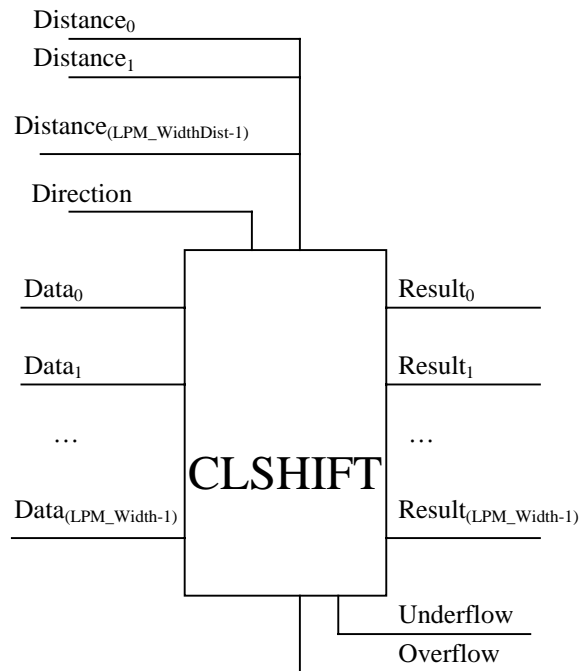 Distance₀
Distance₁
Distance₍LPM_WidthDist-1₎
Direction
Data₀ Result₀
Data₁ Result₁
… …
CLSHIFT
Data₍LPM_Width-1₎ Result₍LPM_Width-1₎
Underflow
Overflow